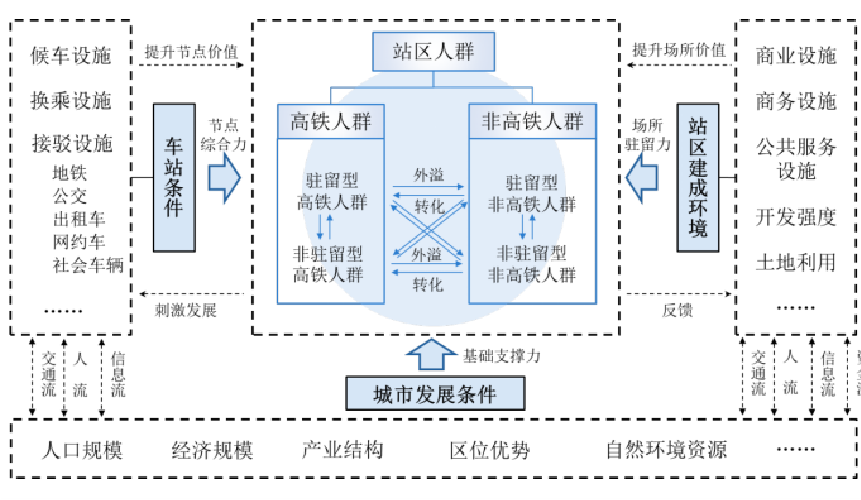 候车设施
换乘设施
接驳设施
地铁
公交
出租车
网约车
社会车辆
……
车站条件
提升节点价值
节点
综合力
刺激发展
站区人群
高铁人群
驻留型
高铁人群
非驻留型
高铁人群
外溢
转化
外溢
转化
非高铁人群
驻留型
非高铁人群
非驻留型
非高铁人群
提升场所价值
场所
驻留力
反馈
站区建成环境
商业设施
商务设施
公共服务
设施
开发强度
土地利用
……
交通流
人流
信息流
基础支撑力
城市发展条件
交通流
人流
信息流
人口规模
经济规模
产业结构
区位优势
自然环境资源
……